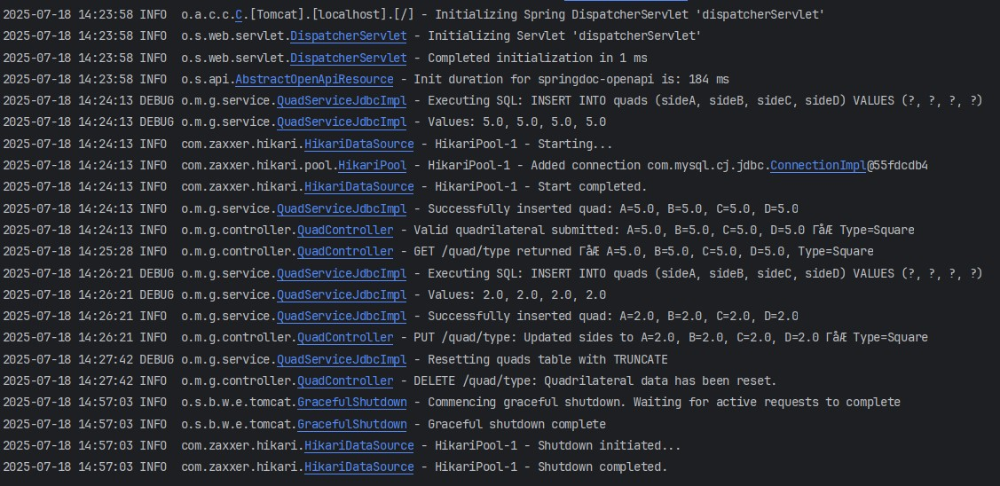 2025-07-18 14:23:58 INFO  o.a.c.c.C.[Tomcat].[localhost].[/] - Initializing Spring DispatcherServlet 'dispatcherServlet'
2025-07-18 14:23:58 INFO  o.s.web.servlet.DispatcherServlet - Initializing Servlet 'dispatcherServlet'
2025-07-18 14:23:58 INFO  o.s.web.servlet.DispatcherServlet - Completed initialization in 1 ms
2025-07-18 14:23:58 INFO  o.s.api.AbstractOpenApiResource - Init duration for springdoc-openapi is: 184 ms
2025-07-18 14:24:13 DEBUG o.m.g.service.QuadServiceJdbcImpl - Executing SQL: INSERT INTO quads (sideA, sideB, sideC, sideD) VALUES (?, ?, ?, ?)
2025-07-18 14:24:13 DEBUG o.m.g.service.QuadServiceJdbcImpl - Values: 5.0, 5.0, 5.0, 5.0
2025-07-18 14:24:13 INFO  com.zaxxer.hikari.HikariDataSource - HikariPool-1 - Starting...
2025-07-18 14:24:13 INFO  com.zaxxer.hikari.pool.HikariPool - HikariPool-1 - Added connection com.mysql.cj.jdbc.ConnectionImpl@55fdcdb4
2025-07-18 14:24:13 INFO  com.zaxxer.hikari.HikariDataSource - HikariPool-1 - Start completed.
2025-07-18 14:24:13 INFO  o.m.g.service.QuadServiceJdbcImpl - Successfully inserted quad: A=5.0, B=5.0, C=5.0, D=5.0
2025-07-18 14:24:13 INFO  o.m.g.controller.QuadController - Valid quadrilateral submitted: A=5.0, B=5.0, C=5.0, D=5.0 ΓåÆ Type=Square
2025-07-18 14:25:28 INFO  o.m.g.controller.QuadController - GET /quad/type returned ΓåÆ A=5.0, B=5.0, C=5.0, D=5.0, Type=Square
2025-07-18 14:26:21 DEBUG o.m.g.service.QuadServiceJdbcImpl - Executing SQL: INSERT INTO quads (sideA, sideB, sideC, sideD) VALUES (?, ?, ?, ?)
2025-07-18 14:26:21 DEBUG o.m.g.service.QuadServiceJdbcImpl - Values: 2.0, 2.0, 2.0, 2.0
2025-07-18 14:26:21 INFO  o.m.g.service.QuadServiceJdbcImpl - Successfully inserted quad: A=2.0, B=2.0, C=2.0, D=2.0
2025-07-18 14:26:21 INFO  o.m.g.controller.QuadController - PUT /quad/type: Updated sides to A=2.0, B=2.0, C=2.0, D=2.0 ΓåÆ Type=Square
2025-07-18 14:27:42 DEBUG o.m.g.service.QuadServiceJdbcImpl - Resetting quads table with TRUNCATE
2025-07-18 14:27:42 INFO  o.m.g.controller.QuadController - DELETE /quad/type: Quadrilateral data has been reset.
2025-07-18 14:57:03 INFO  o.s.b.w.e.tomcat.GracefulShutdown - Commencing graceful shutdown. Waiting for active requests to complete
2025-07-18 14:57:03 INFO  o.s.b.w.e.tomcat.GracefulShutdown - Graceful shutdown complete
2025-07-18 14:57:03 INFO  com.zaxxer.hikari.HikariDataSource - HikariPool-1 - Shutdown initiated...
2025-07-18 14:57:03 INFO  com.zaxxer.hikari.HikariDataSource - HikariPool-1 - Shutdown completed.